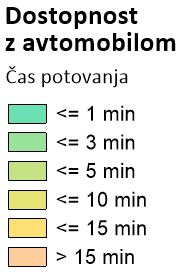 Dostopnost
z avtomobilom
Čas potovanja
<= 1 min
<= 3 min
<= 5 min
<= 10 min
<= 15 min
> 15 min